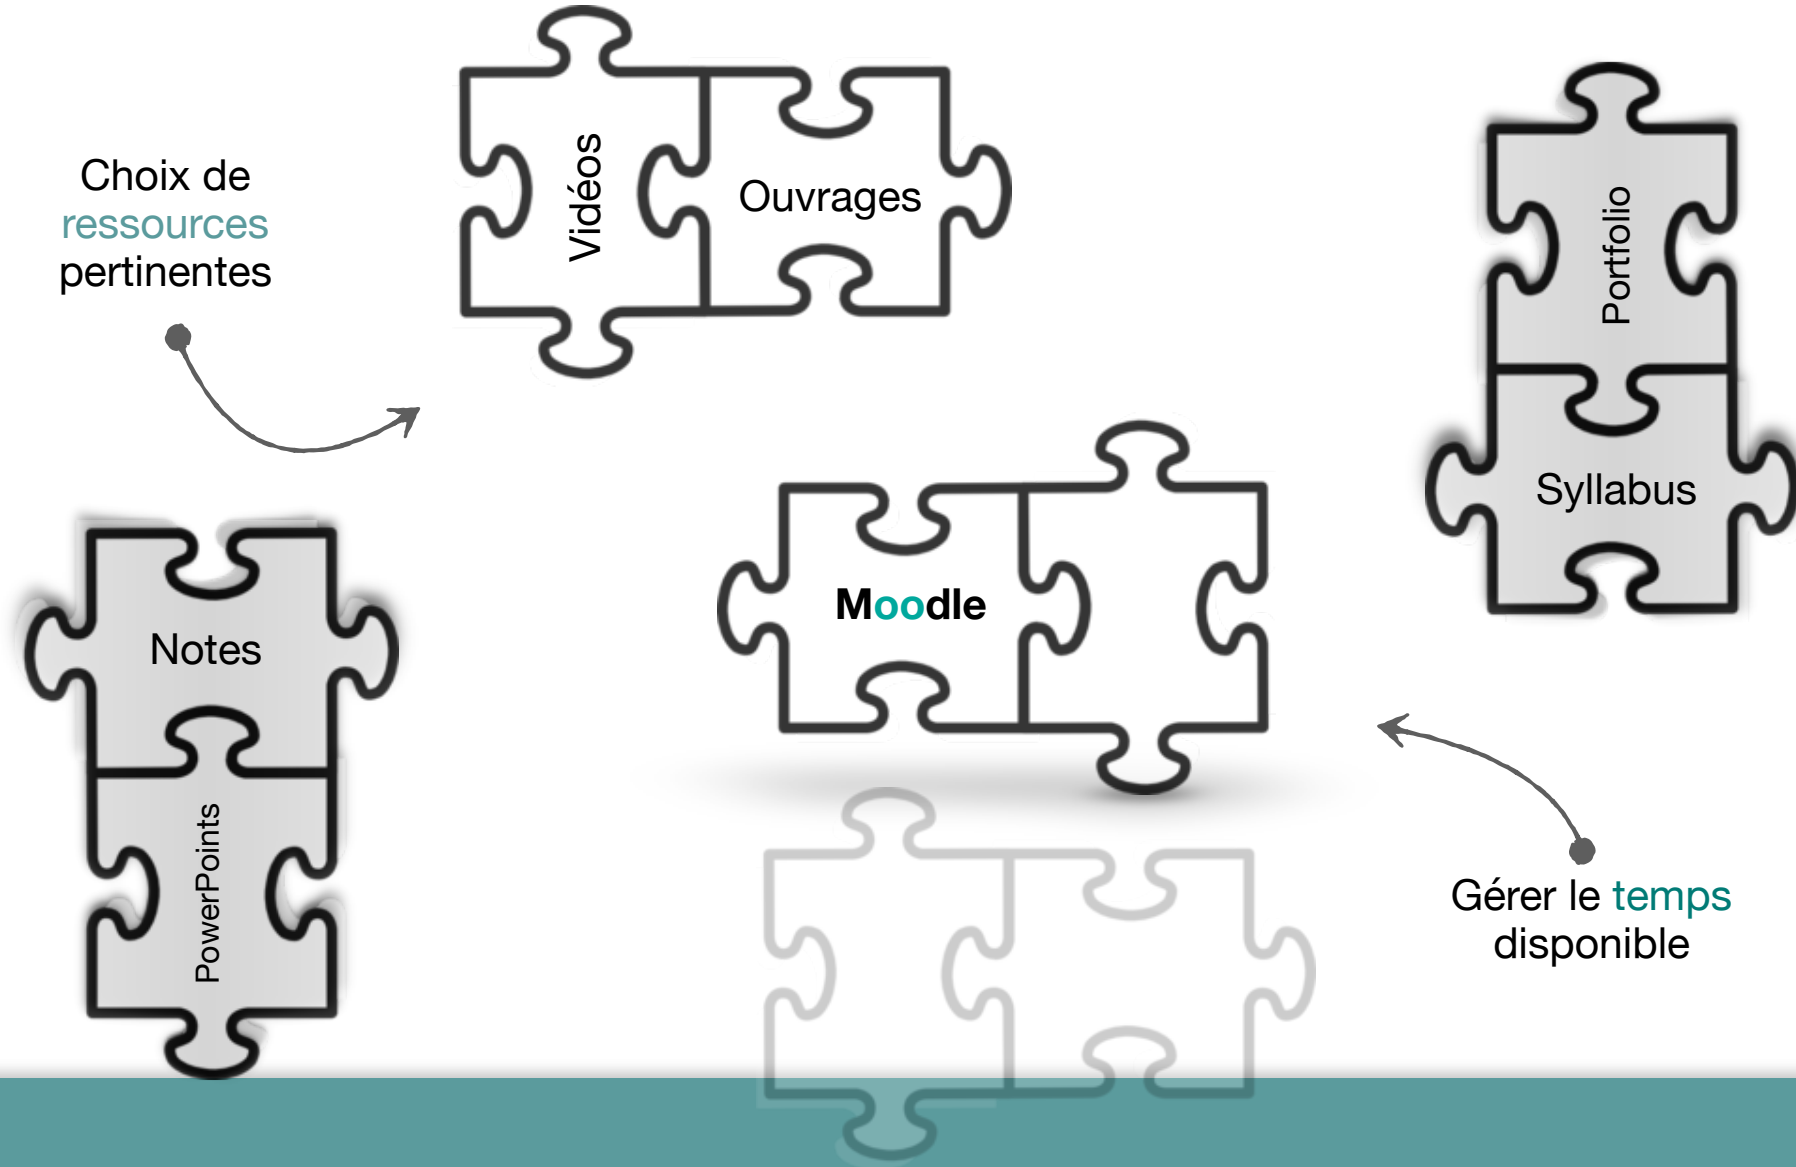 Choix de
ressources
pertinentes
Vidéos
Ouvrages
Portfolio
Syllabus
Moodle
Notes
PowerPoints
Gérer le temps
disponible